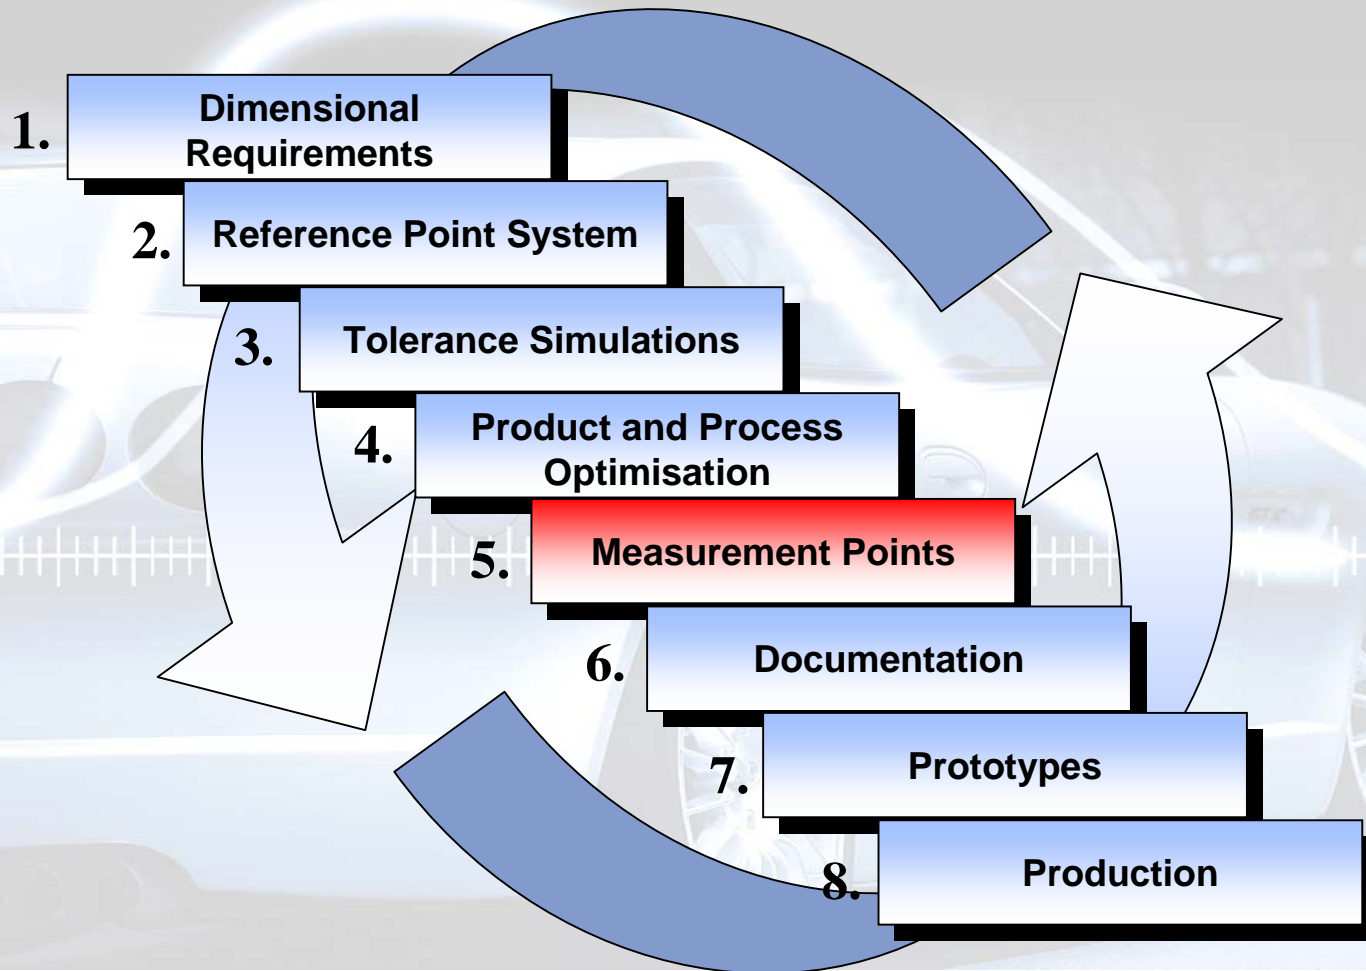 1.
Dimensional
Requirements
2.
Reference Point System
3.
Tolerance Simulations
4.
Product and Process
Optimisation
5.
Measurement Points
6.
Documentation
7.
Prototypes
8.
Production